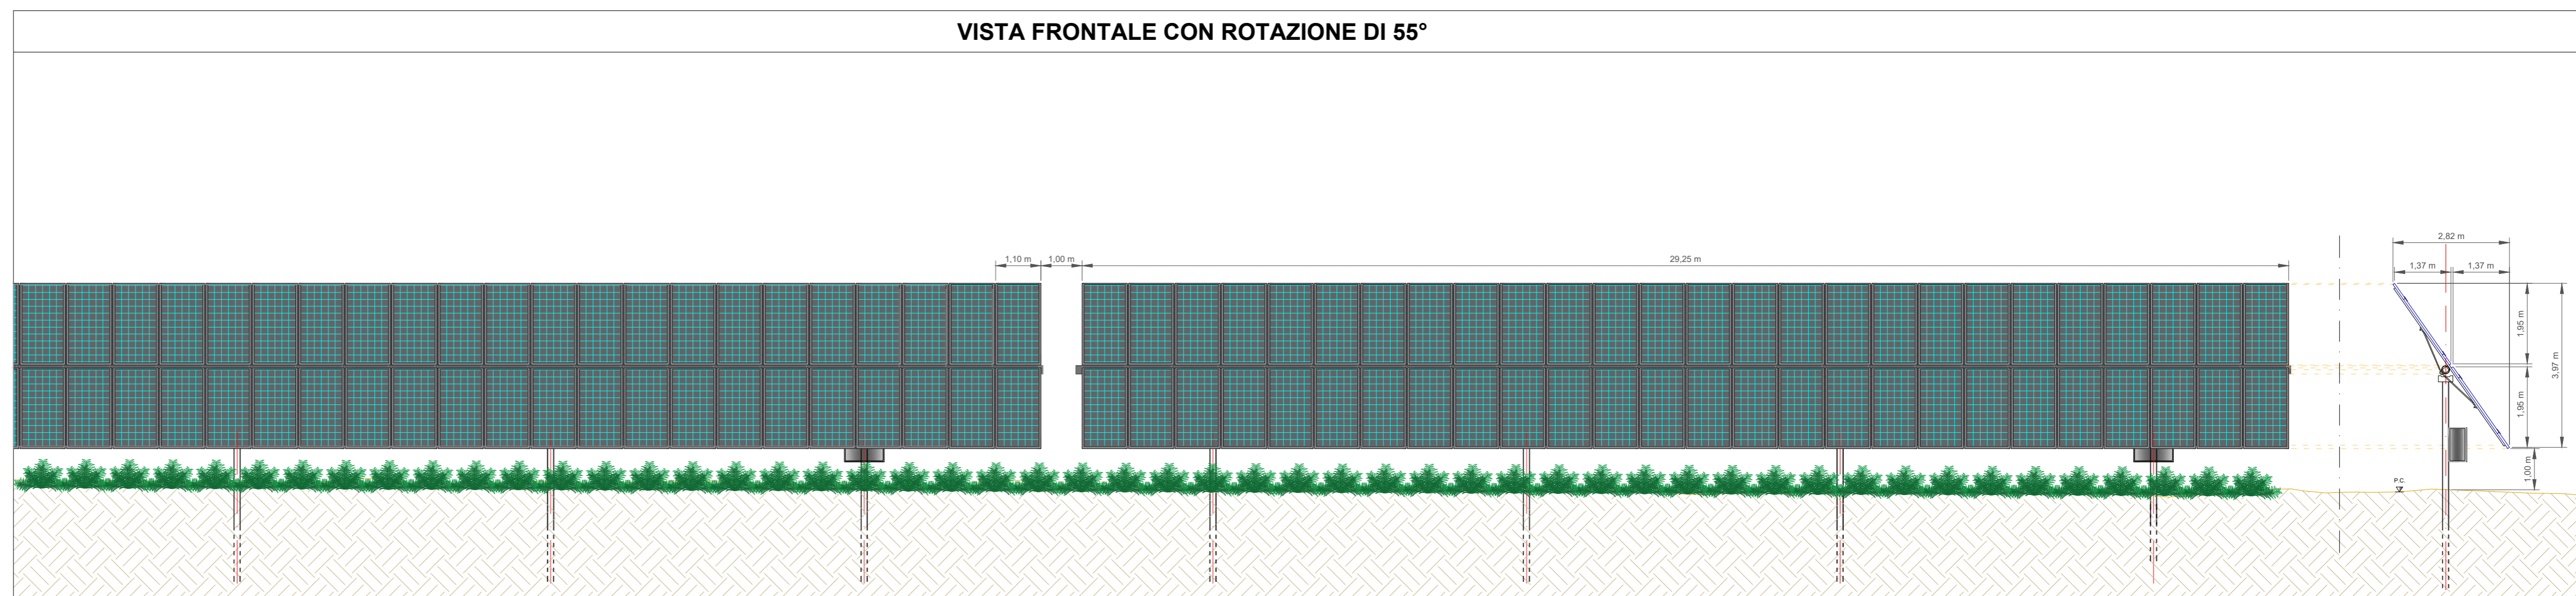 VISTA FRONTALE CON ROTAZIONE DI 55°
2,82 m
1,10 m
1,00 m
29,25 m
1,37 m
1,37 m
1,95 m
3,97 m
1,95 m
1,00 m
P.C.